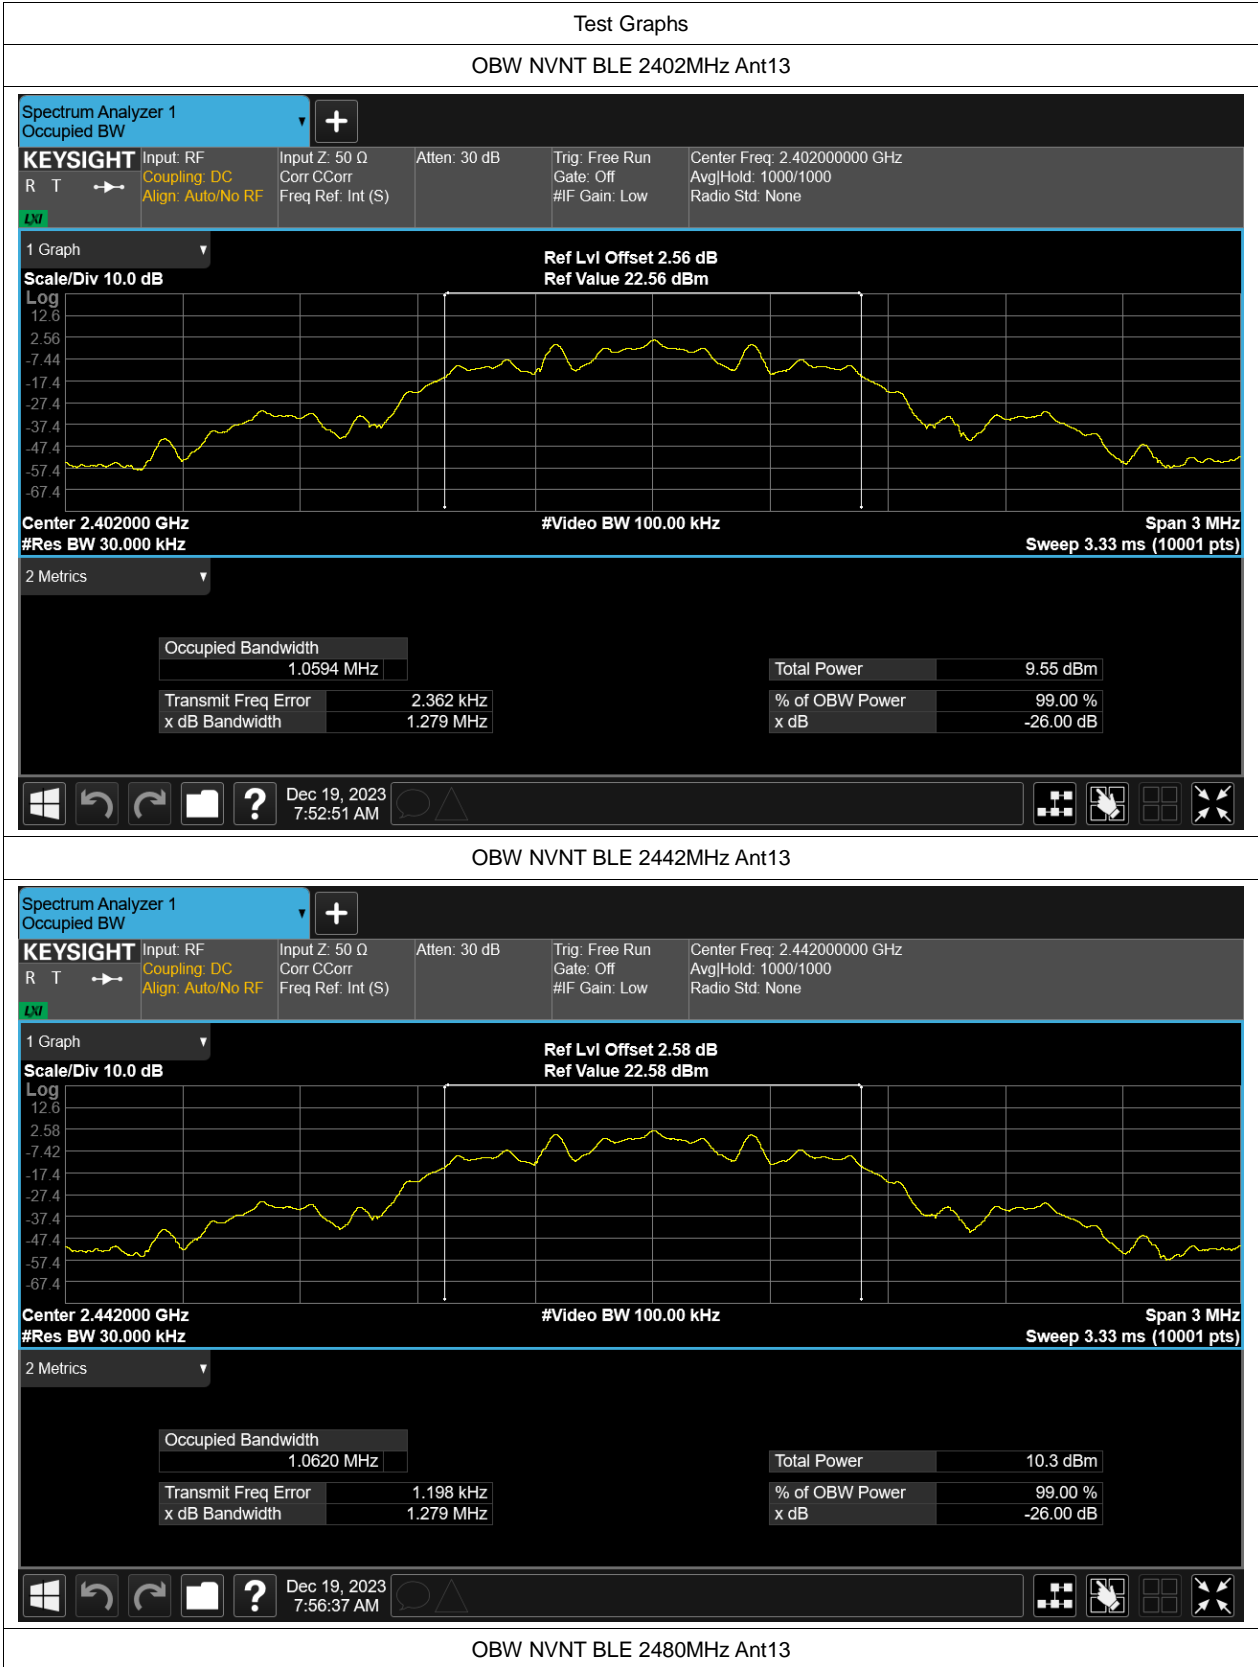 Test Graphs
OBW NVNT BLE 2402MHz Ant13
Spectrum Analyzer 1
Occupied BW
KEYSIGHT
R T
LXI
Input: RF
Coupling: DC
Align: Auto/No RF
Input Z: 50 Ω
Corr CCorr
Freq Ref: Int (S)
Atten: 30 dB
Trig: Free Run
Gate: Off
#IF Gain: Low
Center Freq: 2.402000000 GHz
Avg|Hold: 1000/1000
Radio Std: None
1 Graph
Ref Lvl Offset 2.56 dB
Scale/Div 10.0 dB
Ref Value 22.56 dBm
Log
12.6
2.56
-7.44
-17.4
-27.4
-37.4
-47.4
-57.4
-67.4
Center 2.402000 GHz
#Video BW 100.00 kHz
Span 3 MHz
#Res BW 30.000 kHz
Sweep 3.33 ms (10001 pts)
2 Metrics
Occupied Bandwidth
1.0594 MHz
Total Power 9.55 dBm
Transmit Freq Error 2.362 kHz
% of OBW Power 99.00 %
x dB Bandwidth 1.279 MHz
x dB -26.00 dB
Dec 19, 2023
7:52:51 AM
OBW NVNT BLE 2442MHz Ant13
Spectrum Analyzer 1
Occupied BW
KEYSIGHT
R T
LXI
Input: RF
Coupling: DC
Align: Auto/No RF
Input Z: 50 Ω
Corr CCorr
Freq Ref: Int (S)
Atten: 30 dB
Trig: Free Run
Gate: Off
#IF Gain: Low
Center Freq: 2.442000000 GHz
Avg|Hold: 1000/1000
Radio Std: None
1 Graph
Ref Lvl Offset 2.58 dB
Scale/Div 10.0 dB
Ref Value 22.58 dBm
Log
12.6
2.58
-7.42
-17.4
-27.4
-37.4
-47.4
-57.4
-67.4
Center 2.442000 GHz
#Video BW 100.00 kHz
Span 3 MHz
#Res BW 30.000 kHz
Sweep 3.33 ms (10001 pts)
2 Metrics
Occupied Bandwidth
1.0620 MHz
Total Power 10.3 dBm
Transmit Freq Error 1.198 kHz
% of OBW Power 99.00 %
x dB Bandwidth 1.279 MHz
x dB -26.00 dB
Dec 19, 2023
7:56:37 AM
OBW NVNT BLE 2480MHz Ant13